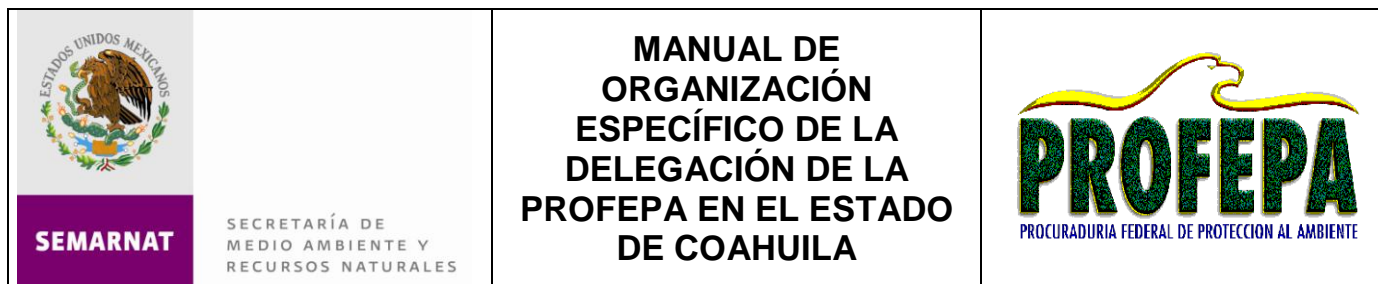 ESTADOS UNIDOS MEXICANOS
SEMARNAT
SECRETARÍA DE
MEDIO AMBIENTE Y
RECURSOS NATURALES
MANUAL DE
ORGANIZACIÓN
ESPECÍFICO DE LA
DELEGACIÓN DE LA
PROFEPA EN EL ESTADO
DE COAHUILA
PROFEPA
PROCURADURIA FEDERAL DE PROTECCION AL AMBIENTE